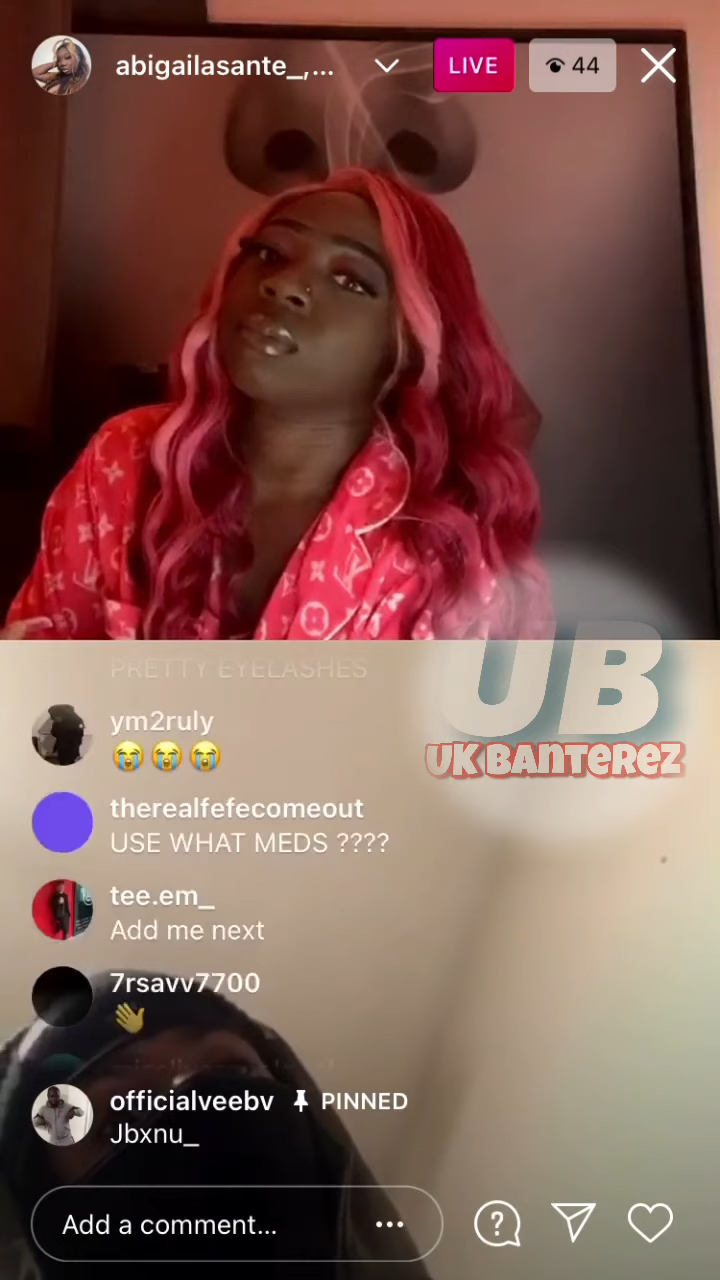 abigailasante_,...
LIVE
44
PRETTY EYELASHES
ym2ruly
😭😭😭
therealfefecomeout
USE WHAT MEDS ????
tee.em_
Add me next
7rsavv7700
👋
officialveebv PINNED
Jbxnu_
Add a comment...
UB
UK BANTEREZ